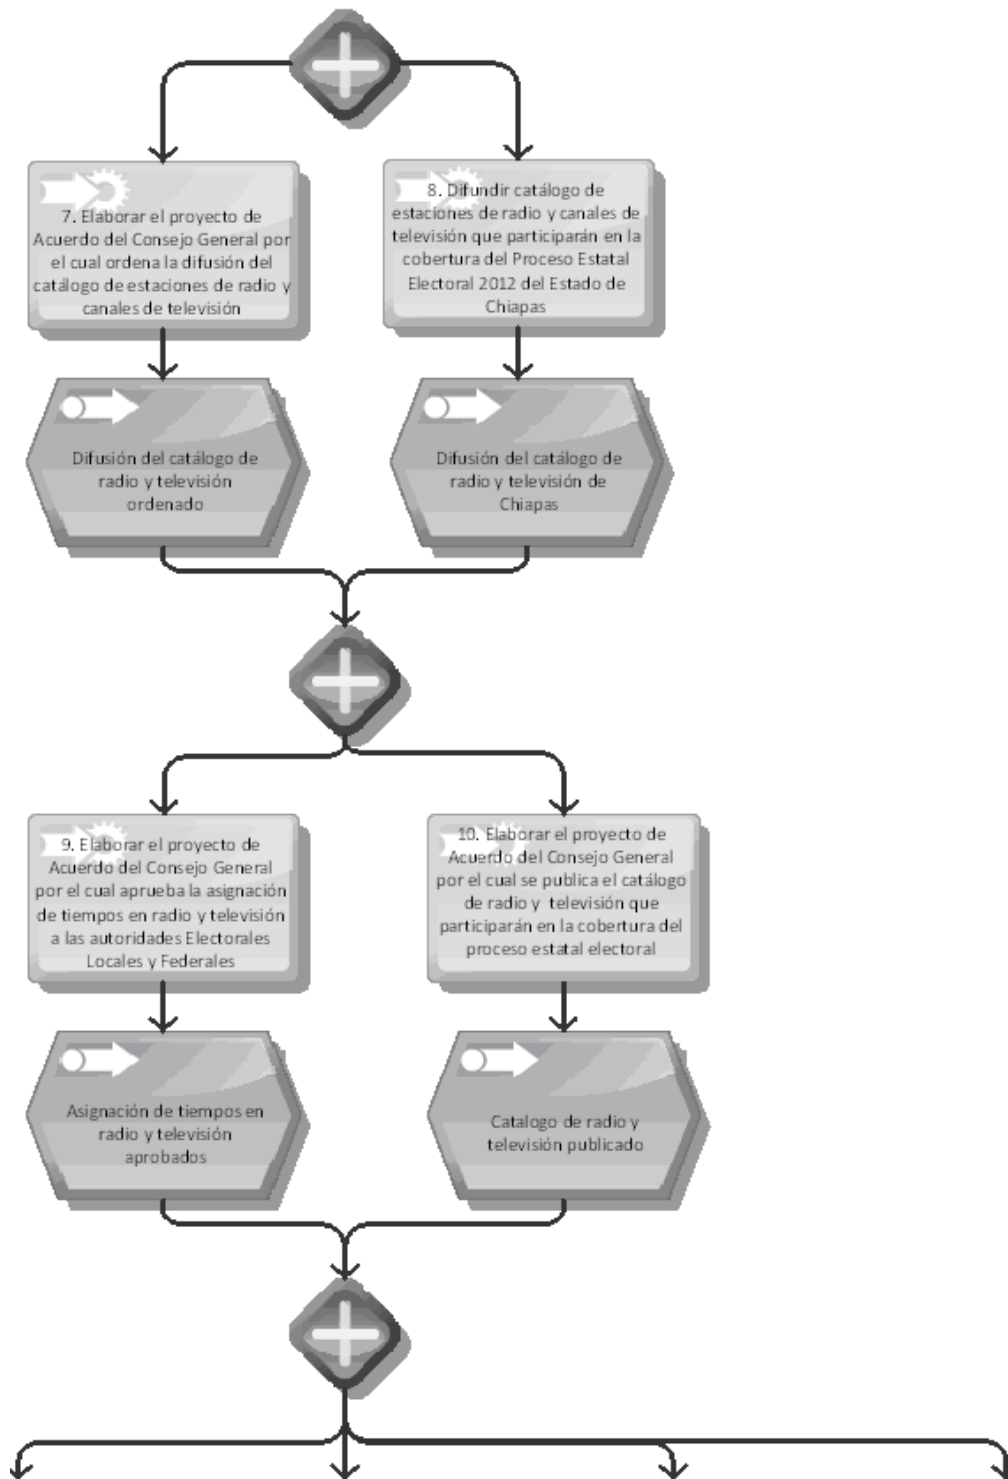 7. Elaborar el proyecto de
Acuerdo del Consejo General por
el cual ordena la difusión del
catálogo de estaciones de radio y
canales de televisión
8. Difundir catálogo de
estaciones de radio y canales de
televisión que participarán en la
cobertura del Proceso Estatal
Electoral 2012 del Estado de
Chiapas
Difusión del catálogo de
radio y televisión
ordenado
Difusión del catálogo de
radio y televisión de
Chiapas
9. Elaborar el proyecto de
Acuerdo del Consejo General
por el cual aprueba la asignación
de tiempos en radio y televisión
a las autoridades Electorales
Locales y Federales
10. Elaborar el proyecto de
Acuerdo del Consejo General
por el cual se publica el catálogo
de radio y televisión que
participarán en la cobertura del
proceso estatal electoral
Asignación de tiempos en
radio y televisión
aprobados
Catalogo de radio y
televisión publicado